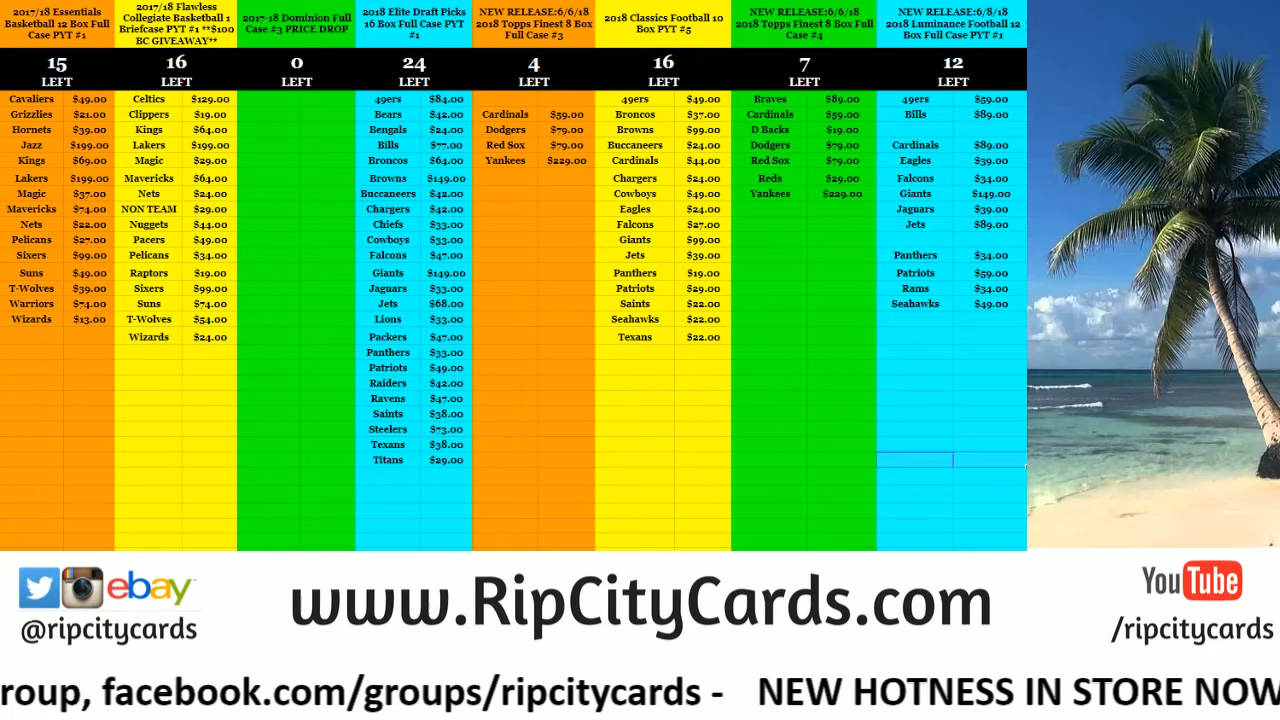 2017/18 Essentials Basketball 12 Box Full Case PYT #1
15
LEFT
Cavaliers $49.00
Grizzlies $21.00
Hornets $39.00
Jazz $199.00
Kings $69.00
Lakers $199.00
Magic $37.00
Mavericks $74.00
Nets $22.00
Pelicans $27.00
Sixers $99.00
Suns $49.00
T-Wolves $39.00
Warriors $74.00
Wizards $13.00
2017/18 Flawless Collegiate Basketball 1 Briefcase PYT #1 **$100 BC GIVEAWAY**
16
LEFT
Celtics $129.00
Clippers $19.00
Kings $64.00
Lakers $199.00
Magic $29.00
Mavericks $64.00
Nets $24.00
NON TEAM $29.00
Nuggets $44.00
Pacers $49.00
Pelicans $34.00
Raptors $19.00
Sixers $99.00
Suns $74.00
T-Wolves $54.00
Wizards $24.00
2017-18 Dominion Full Case #3 PRICE DROP
0
LEFT
2018 Elite Draft Picks 16 Box Full Case PYT #1
24
LEFT
49ers $84.00
Bears $42.00
Bengals $24.00
Bills $77.00
Broncos $64.00
Browns $149.00
Buccaneers $42.00
Chargers $42.00
Chiefs $33.00
Cowboys $33.00
Falcons $47.00
Giants $149.00
Jaguars $33.00
Jets $68.00
Lions $33.00
Packers $47.00
Panthers $33.00
Patriots $49.00
Raiders $42.00
Ravens $47.00
Saints $38.00
Steelers $73.00
Texans $38.00
Titans $29.00
NEW RELEASE:6/6/18 2018 Topps Finest 8 Box Full Case #3
4
LEFT
Cardinals $59.00
Dodgers $79.00
Red Sox $79.00
Yankees $229.00
2018 Classics Football 10 Box PYT #5
16
LEFT
49ers $49.00
Broncos $37.00
Browns $99.00
Buccaneers $24.00
Cardinals $44.00
Chargers $24.00
Cowboys $49.00
Eagles $24.00
Falcons $27.00
Giants $99.00
Jets $39.00
Panthers $19.00
Patriots $29.00
Saints $22.00
Seahawks $22.00
Texans $22.00
NEW RELEASE:6/6/18 2018 Topps Finest 8 Box Full Case #4
7
LEFT
Braves $89.00
Cardinals $59.00
D Backs $19.00
Dodgers $79.00
Red Sox $79.00
Reds $29.00
Yankees $229.00
NEW RELEASE:6/8/18 2018 Luminance Football 12 Box Full Case PYT #1
12
LEFT
49ers $59.00
Bills $89.00
Cardinals $89.00
Eagles $39.00
Falcons $34.00
Giants $149.00
Jaguars $39.00
Jets $89.00
Panthers $34.00
Patriots $59.00
Rams $34.00
Seahawks $49.00
ebay
@ripcitycards
www.RipCityCards.com
YouTube
/ripcitycards
roup, facebook.com/groups/ripcitycards - NEW HOTNESS IN STORE NOW